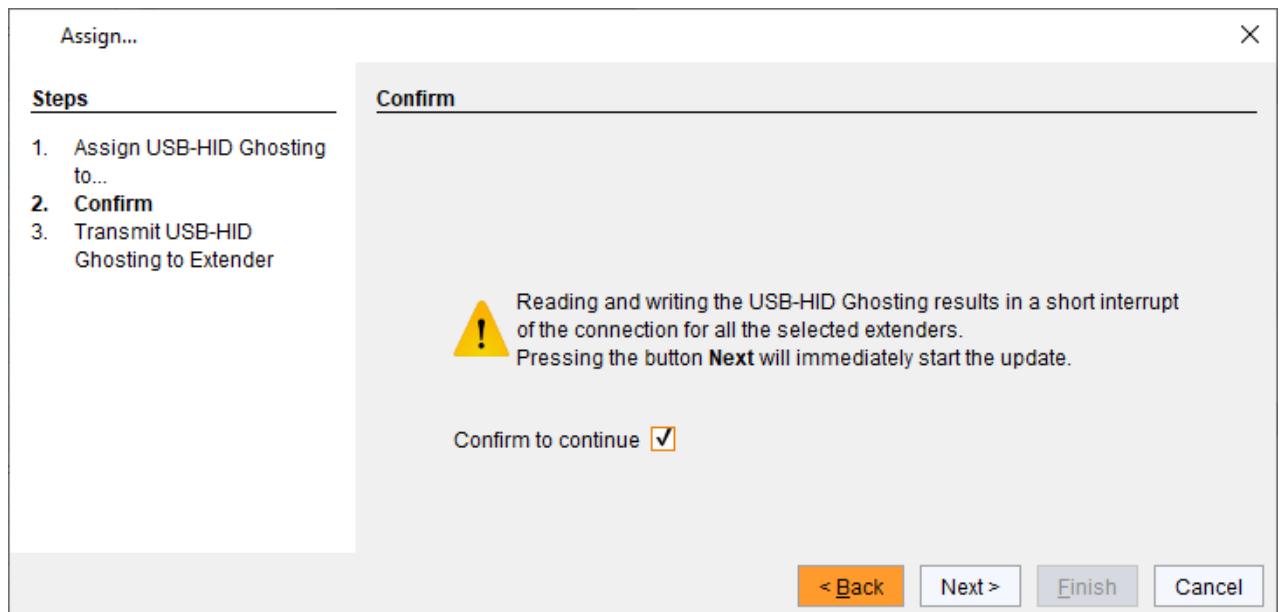 Assign...
Steps
1. Assign USB-HID Ghosting
to...
2. Confirm
3. Transmit USB-HID
Ghosting to Extender
Confirm
Reading and writing the USB-HID Ghosting results in a short interrupt
of the connection for all the selected extenders.
Pressing the button Next will immediately start the update.
Confirm to continue
< Back
Next >
Finish
Cancel